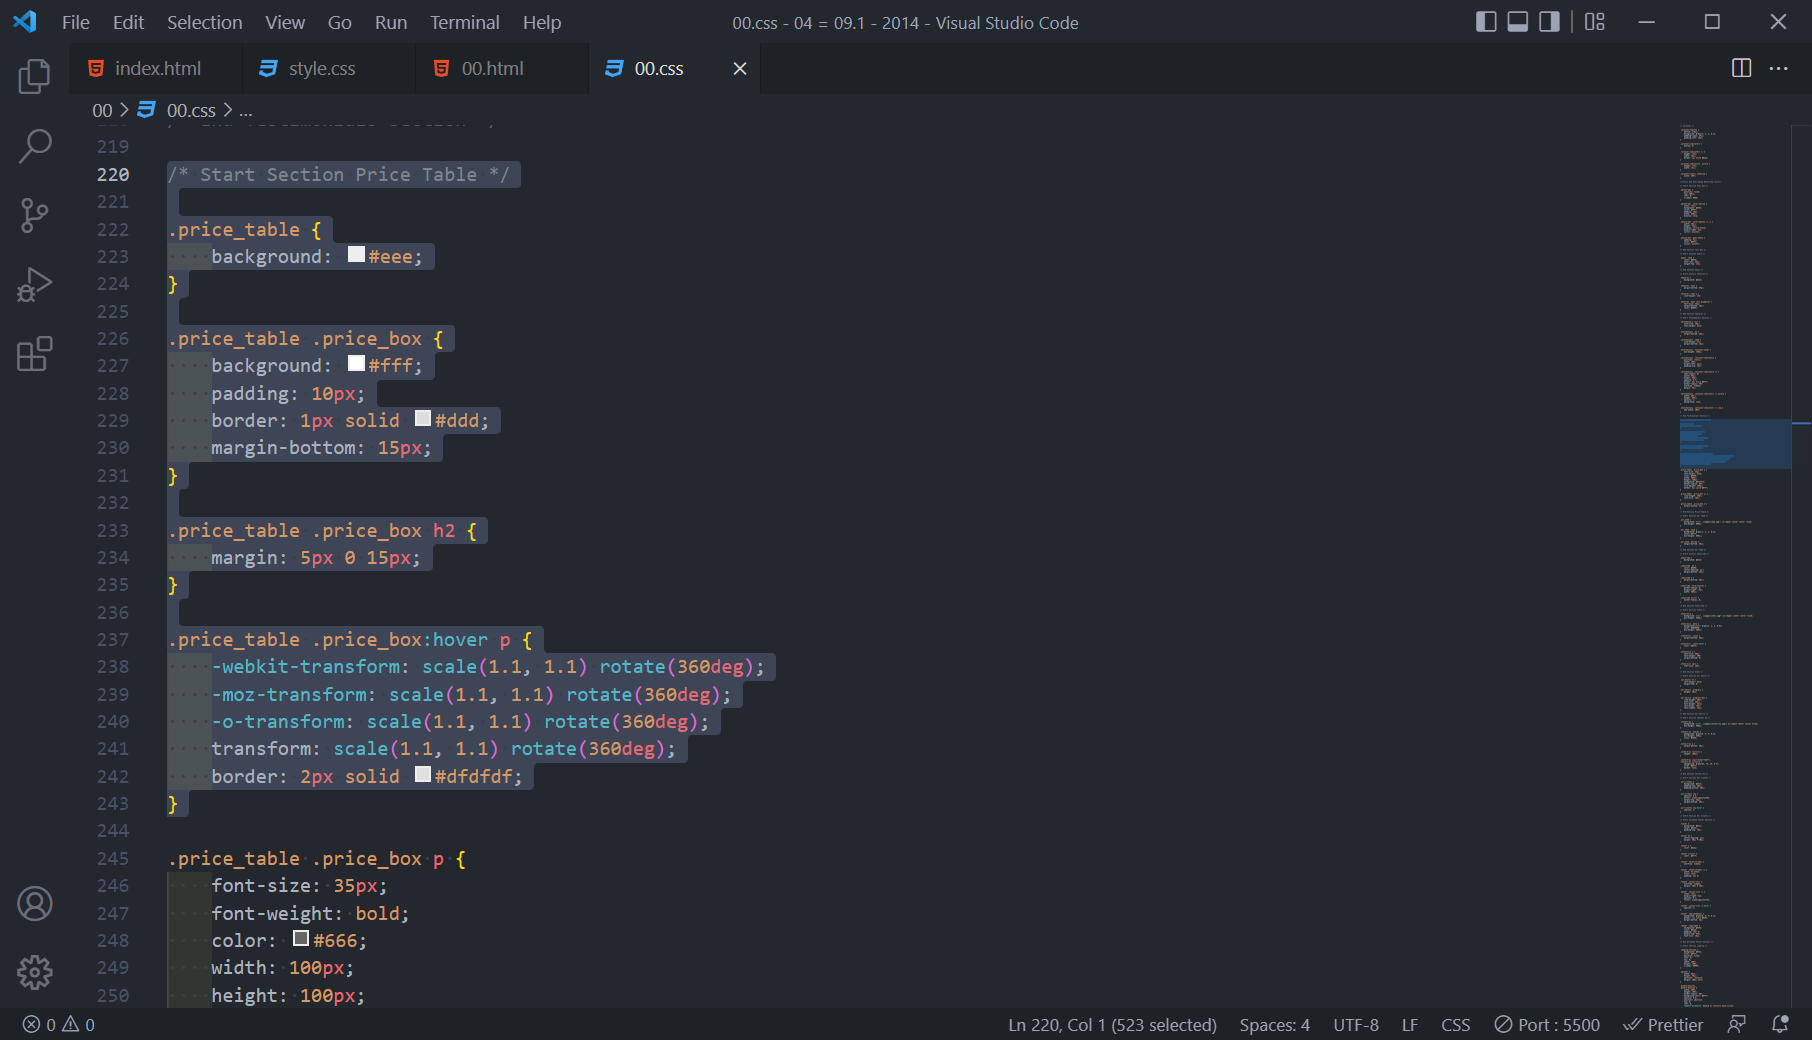 File Edit Selection View Go Run Terminal Help 00.css - 04 = 09.1 - 2014 - Visual Studio Code
index.html style.css 00.html 00.css
00 > 00.css > ...
219
220 /* Start Section Price Table */
221
222 .price_table {
223 background: #eee;
224 }
225
226 .price_table .price_box {
227 background: #fff;
228 padding: 10px;
229 border: 1px solid #ddd;
230 margin-bottom: 15px;
231 }
232
233 .price_table .price_box h2 {
234 margin: 5px 0 15px;
235 }
236
237 .price_table .price_box:hover p {
238 -webkit-transform: scale(1.1, 1.1) rotate(360deg);
239 -moz-transform: scale(1.1, 1.1) rotate(360deg);
240 -o-transform: scale(1.1, 1.1) rotate(360deg);
241 transform: scale(1.1, 1.1) rotate(360deg);
242 border: 2px solid #dfdfdf;
243 }
244
245 .price_table .price_box p {
246 font-size: 35px;
247 font-weight: bold;
248 color: #666;
249 width: 100px;
250 height: 100px;
0 0 Ln 220, Col 1 (523 selected) Spaces: 4 UTF-8 LF CSS Port : 5500 Prettier